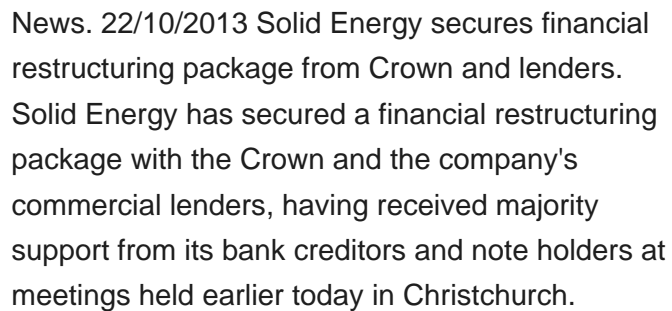 News. 22/10/2013 Solid Energy secures financial
restructuring package from Crown and lenders.
Solid Energy has secured a financial restructuring
package with the Crown and the company's
commercial lenders, having received majority
support from its bank creditors and note holders at
meetings held earlier today in Christchurch.